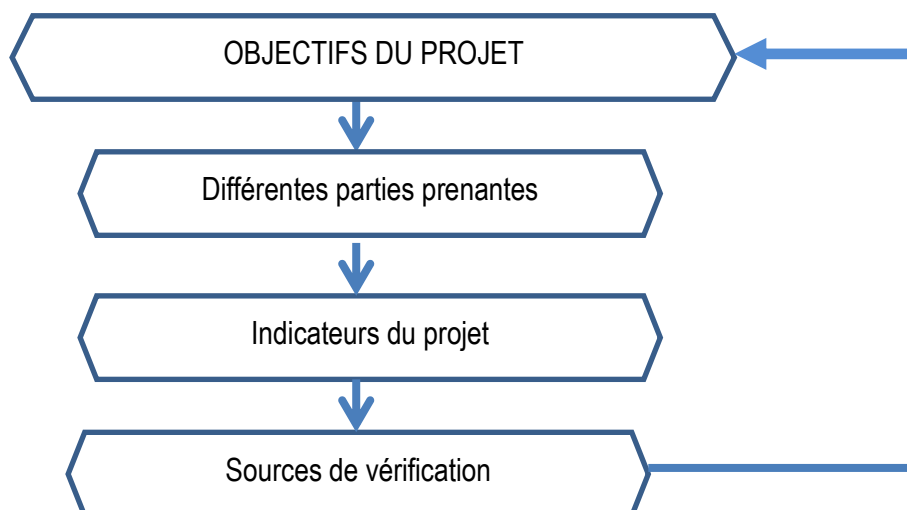 OBJECTIFS DU PROJET
Différentes parties prenantes
Indicateurs du projet
Sources de vérification